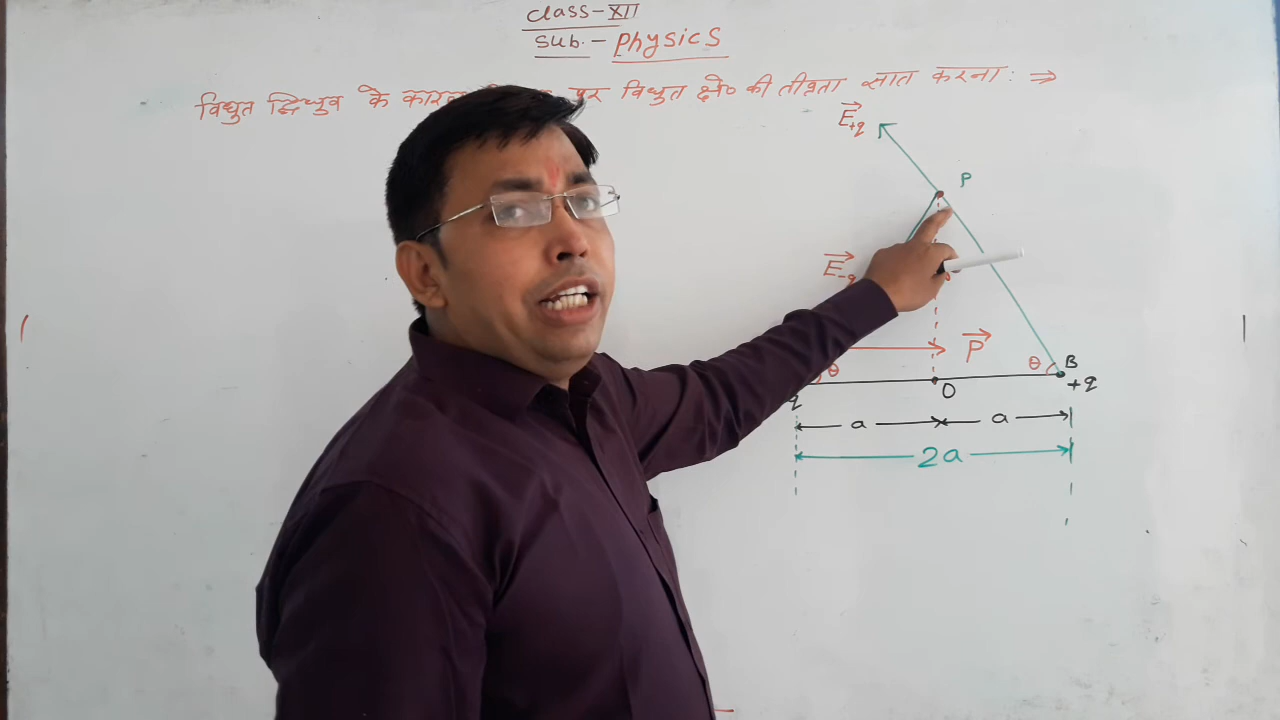 class-XII
sub.- Physics
विधुत द्विध्रुव के कारण पर विधुत क्षे० की तीव्रता ज्ञात करना: ⇒
E⃗+q
P
E⃗-q
P⃗
θ θ B
q O +q
a a
2a